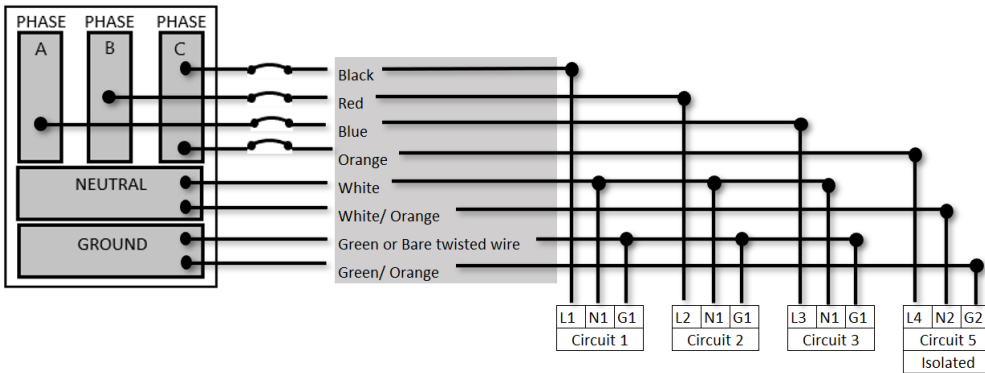 PHASE PHASE PHASE
A B C
Black
Red
Blue
Orange
NEUTRAL
White
White/ Orange
GROUND
Green or Bare twisted wire
Green/ Orange
L1 N1 G1 L2 N1 G1 L3 N1 G1 L4 N2 G2
Circuit 1 Circuit 2 Circuit 3 Circuit 5
Isolated